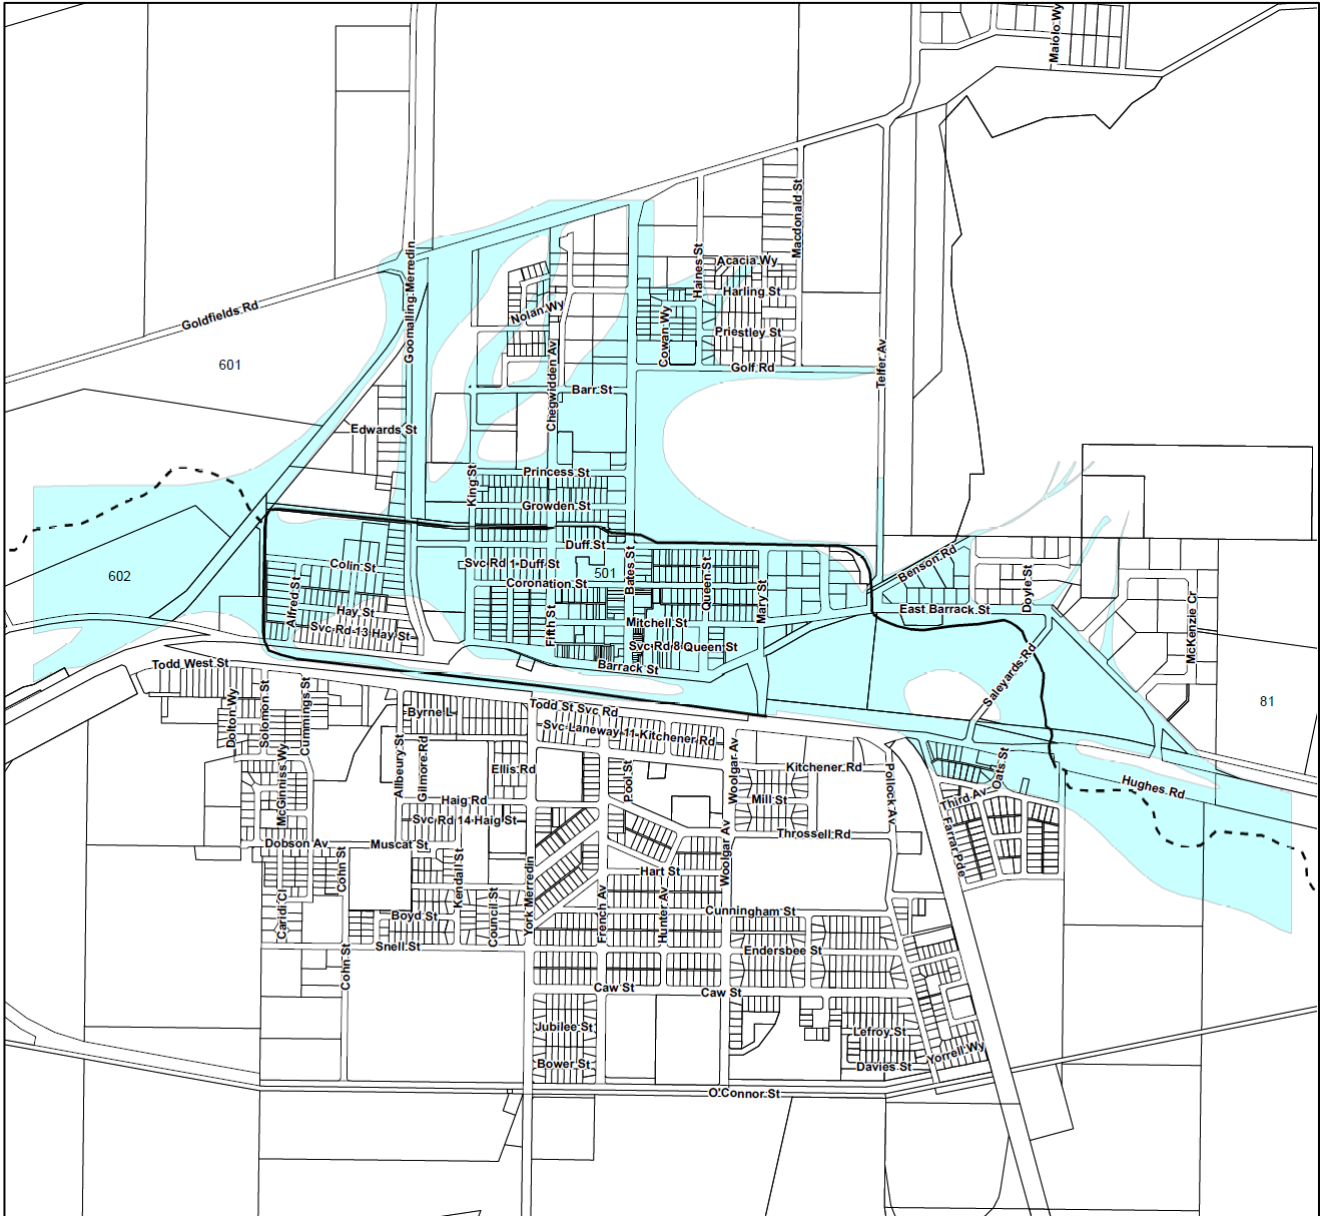 Maiolo Wy
Macdonald St
Haines St
Acacia Wy
Harling St
Goomalling Merredin
Goldfields Rd
Nolan Wy
Cowan Wy
Priestley St
601
Chegwidden Av
Golf Rd
Telfer Av
Barr St
Edwards St
King St
Princess St
Growden St
Duff St
Bates St
Colin St
Svc Rd 1 Duff St
501
Queen St
Benson Rd
602
Alfred St
Coronation St
Mary St
Doyle St
East Barrack St
Hay St
Fifth St
Mitchell St
McKenzie Cr
Svc Rd 13 Hay St
Svc Rd 8 Queen St
Barrack St
Todd West St
Saleyards Rd
81
Dolton Wy
Solomon St
Cummings St
Byrne L
Todd St Svc Rd
Svc Laneway 11 Kitchener Rd
Albeury St
Gilmore Rd
Ellis Rd
Pool St
Woolgar Av
Kitchener Rd
Pollock Av
Oats St
Hughes Rd
McGinniss Wy
Haig Rd
Mill St
Third Av
Svc Rd 14 Haig St
Throssell Rd
Farrar Pde
Dobson Av
Muscat St
Cohn St
Kendall St
Hart St
Woolgar Av
York Merredin
Caridi Cl
Boyd St
Council St
French Av
Hunter Av
Cunningham St
Snell St
Endersbee St
Cohn St
Caw St
Caw St
Jubilee St
Lefroy St
Bower St
Yorrell Wy
Davies St
O'Connor St